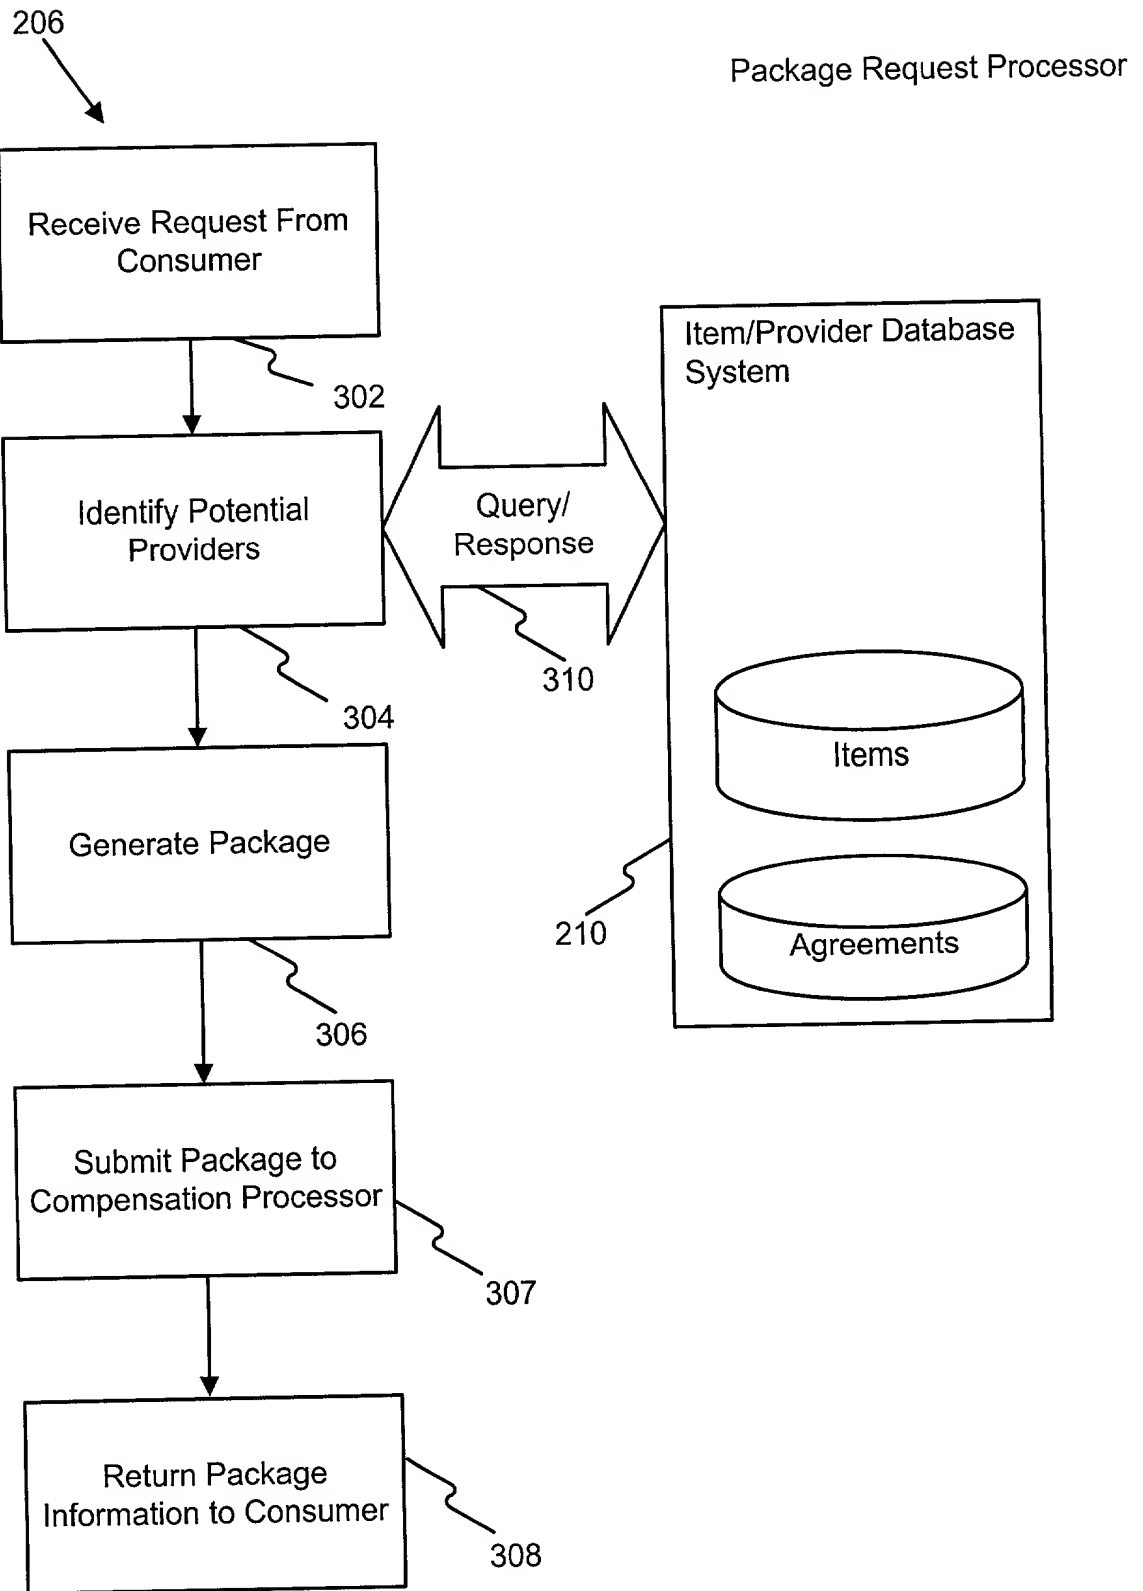 206
Package Request Processor
Receive Request From
Consumer
302
Item/Provider Database
System
Identify Potential
Providers
Query/
Response
310
304
Items
Generate Package
210
Agreements
306
Submit Package to
Compensation Processor
307
Return Package
Information to Consumer
308